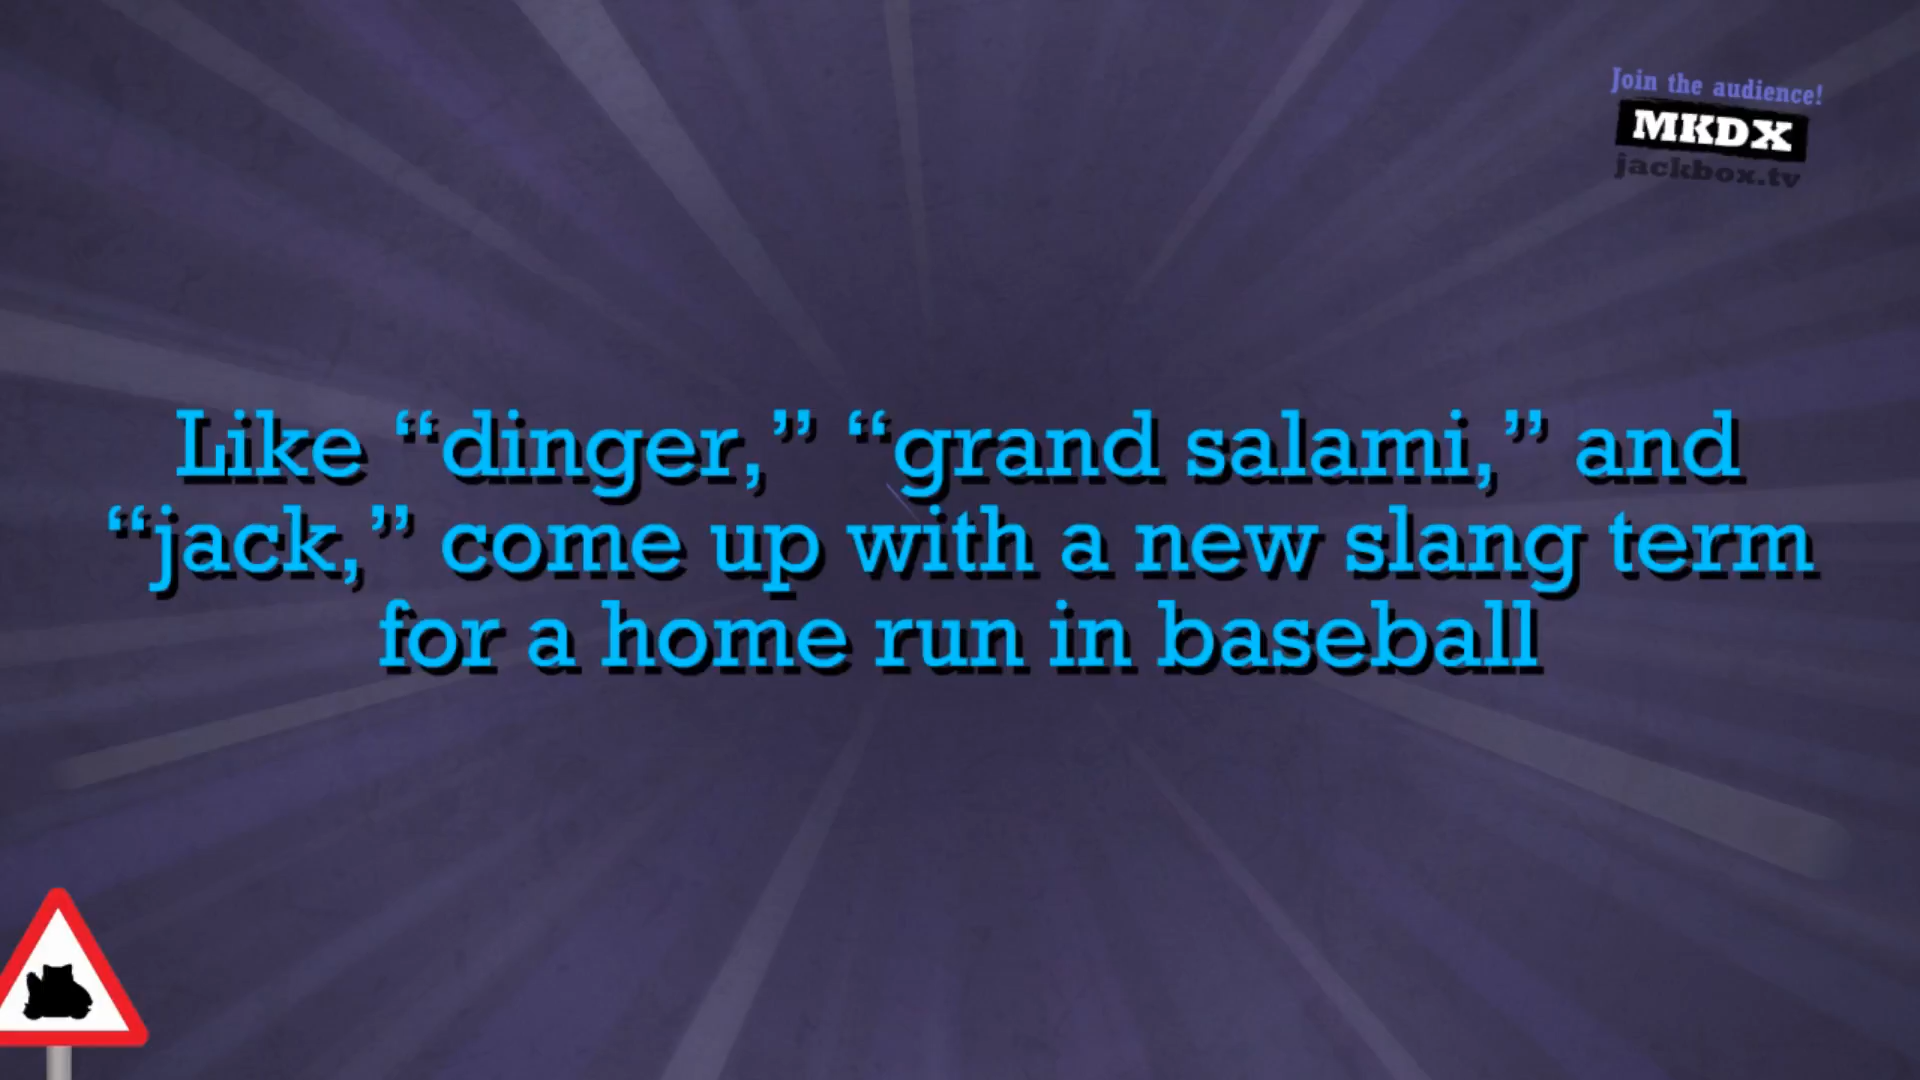 Join the audience!
MKDX
jackbox.tv
Like “dinger,” “grand salami,” and
“jack,” come up with a new slang term
for a home run in baseball